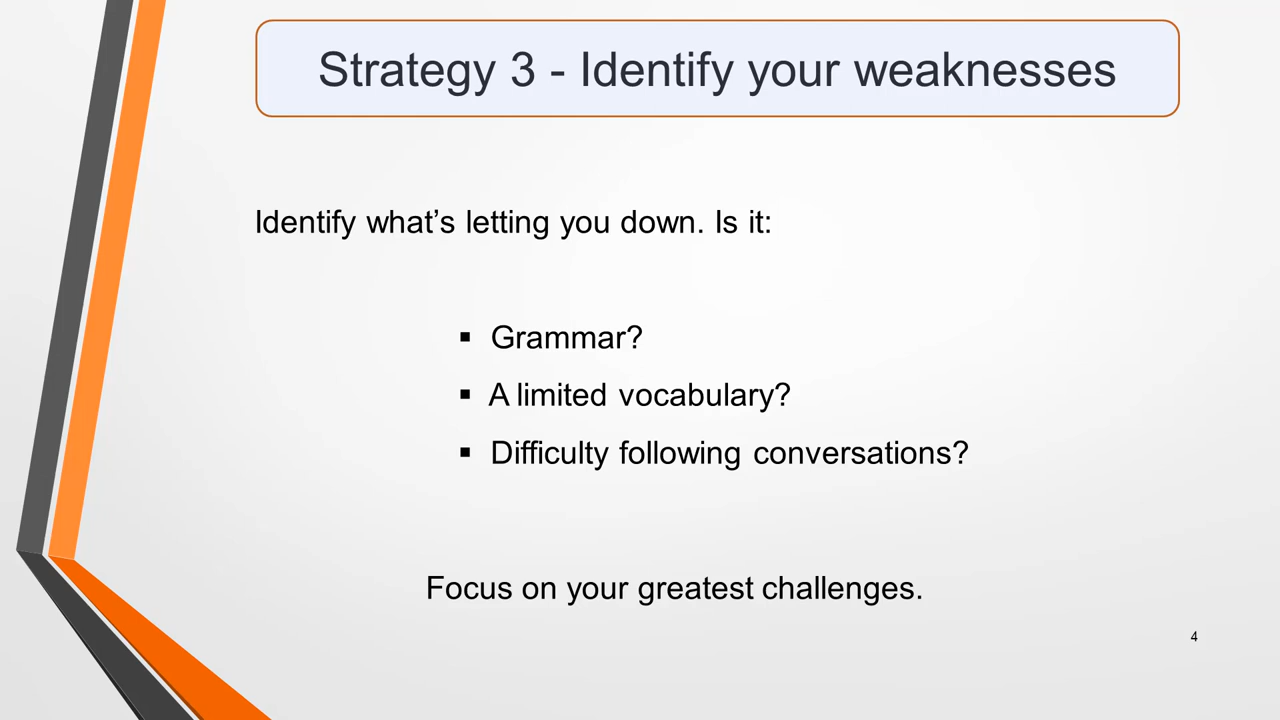 Strategy 3 - Identify your weaknesses
Identify what’s letting you down. Is it:
▪ Grammar?
▪ A limited vocabulary?
▪ Difficulty following conversations?
Focus on your greatest challenges.
4